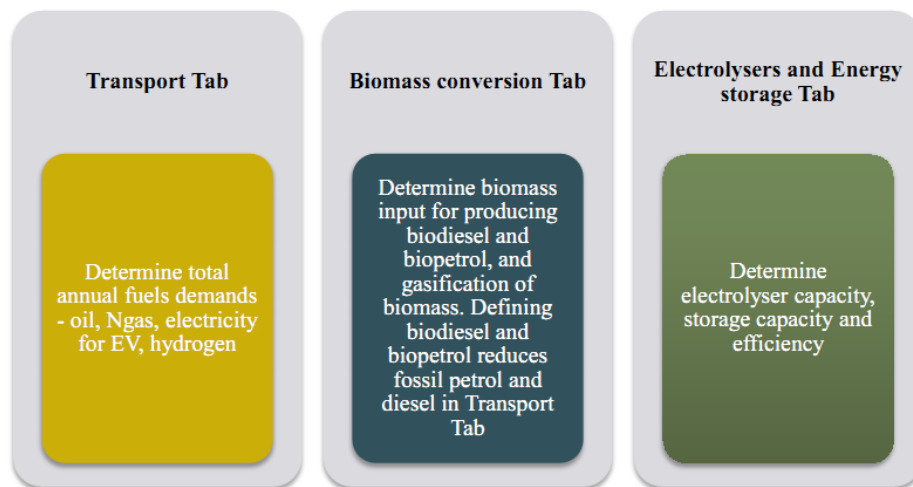 Transport Tab
Determine total
annual fuels demands
- oil, Ngas, electricity
for EV, hydrogen
Biomass conversion Tab
Determine biomass
input for producing
biodiesel and
biopetrol, and
gasification of
biomass. Defining
biodiesel and
biopetrol reduces
fossil petrol and
diesel in Transport
Tab
Electrolysers and Energy
storage Tab
Determine
electrolyser capacity,
storage capacity and
efficiency